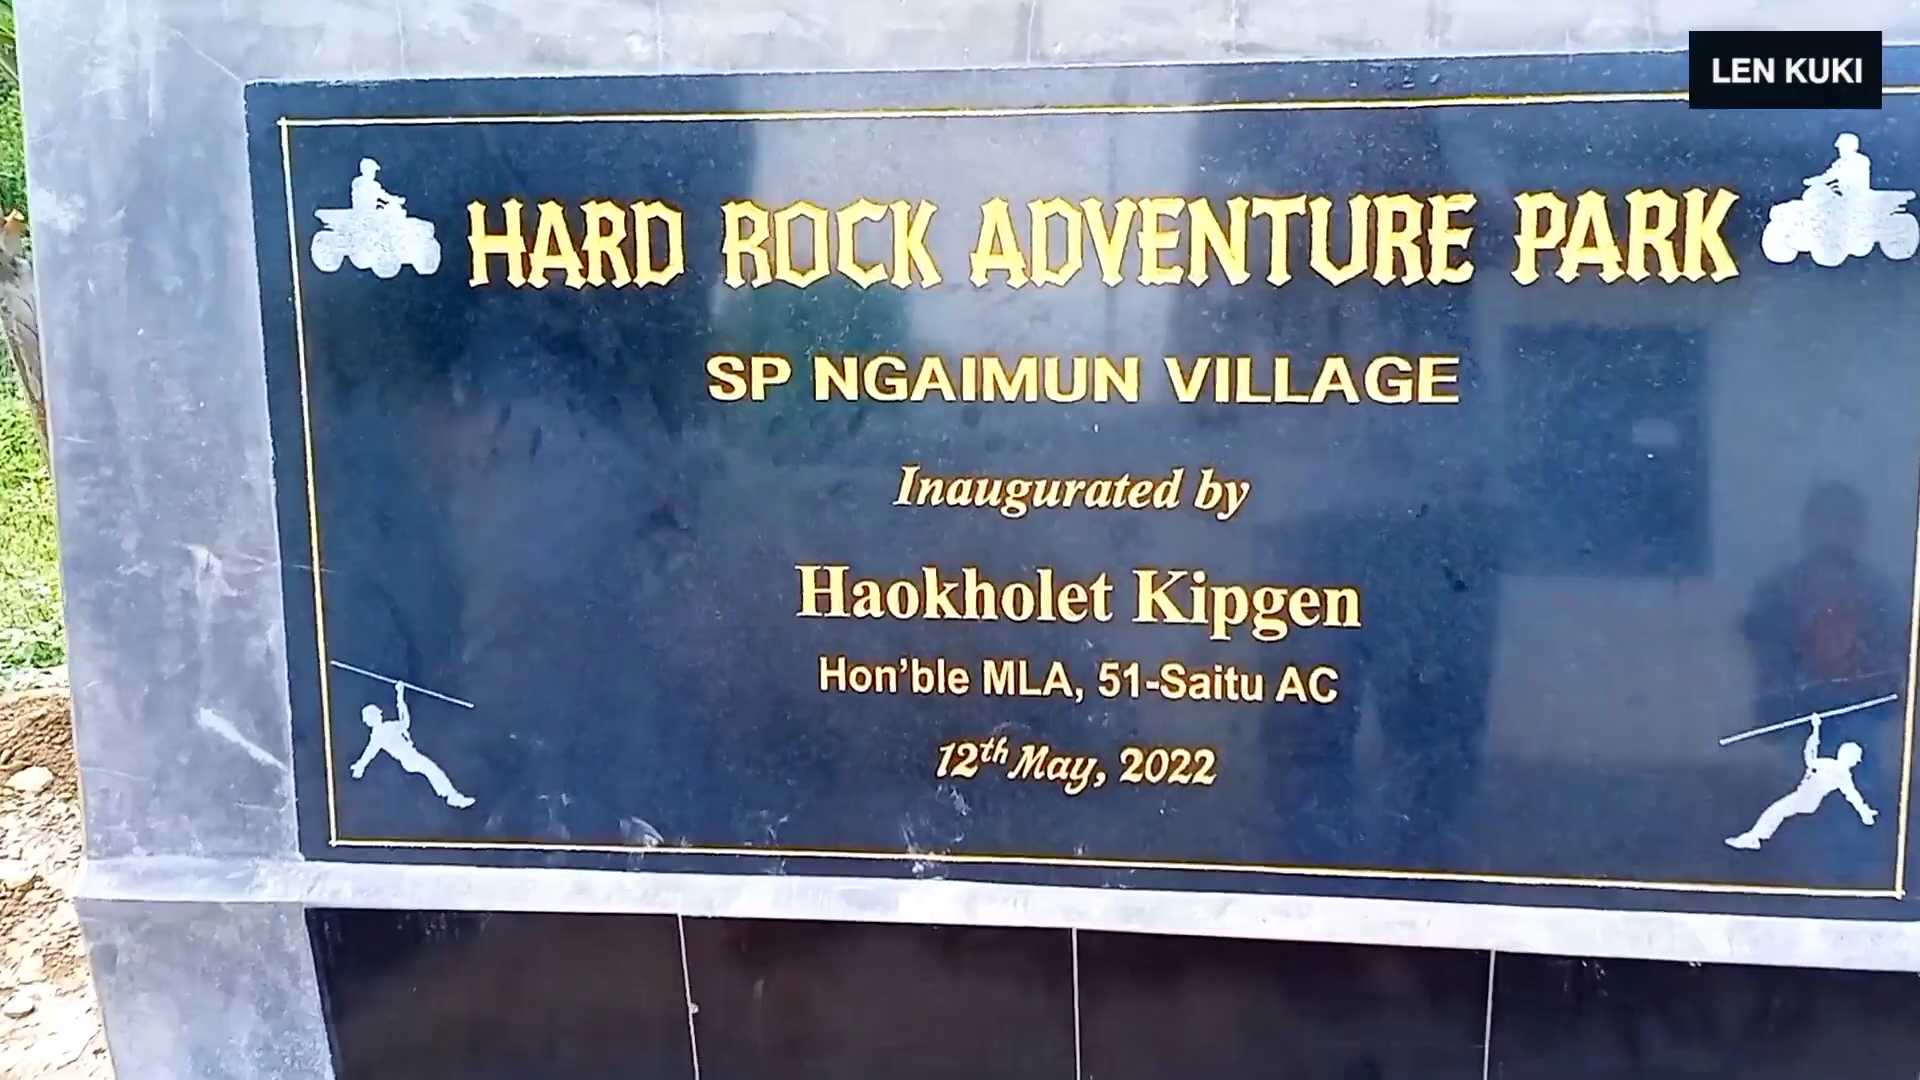 LEN KUKI
HARD ROCK ADVENTURE PARK
SP NGAIMUN VILLAGE
Inaugurated by
Haokholet Kipgen
Hon'ble MLA, 51-Saitu AC
12th May, 2022